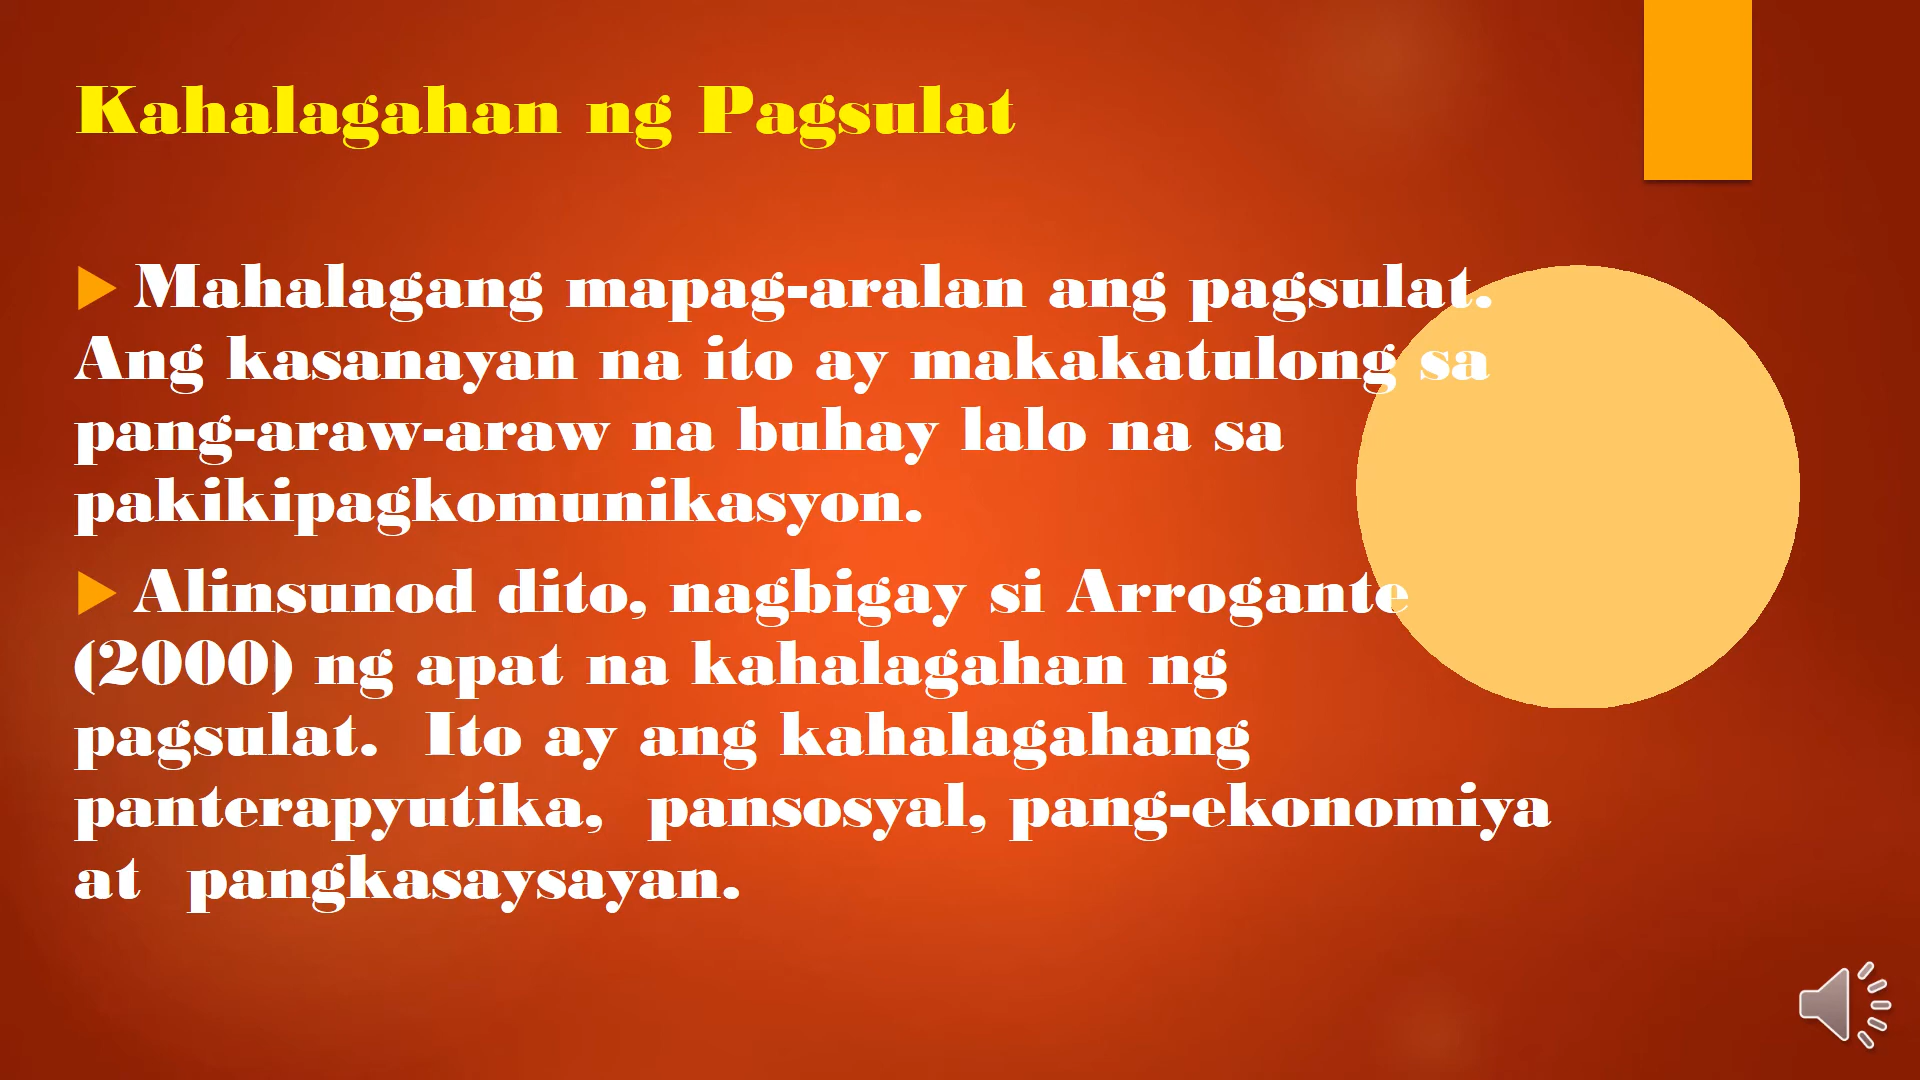 Kahalagahan ng Pagsulat
Mahalagang mapag-aralan ang pagsulat.
Ang kasanayan na ito ay makakatulong sa
pang-araw-araw na buhay lalo na sa
pakikipagkomunikasyon.
Alinsunod dito, nagbigay si Arrogante
(2000) ng apat na kahalagahan ng
pagsulat. Ito ay ang kahalagahang
panterapyutika, pansosyal, pang-ekonomiya
at pangkasaysayan.